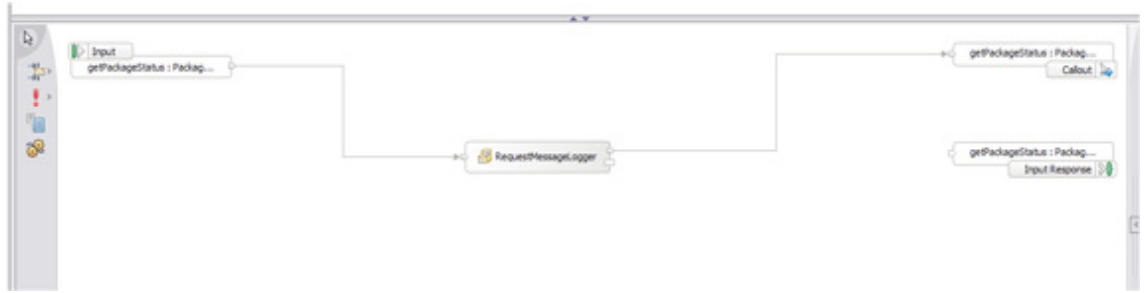 Input
getPackageStatus : Packag...
getPackageStatus : Packag...
Callout
RequestMessageLogger
getPackageStatus : Packag...
Input Response